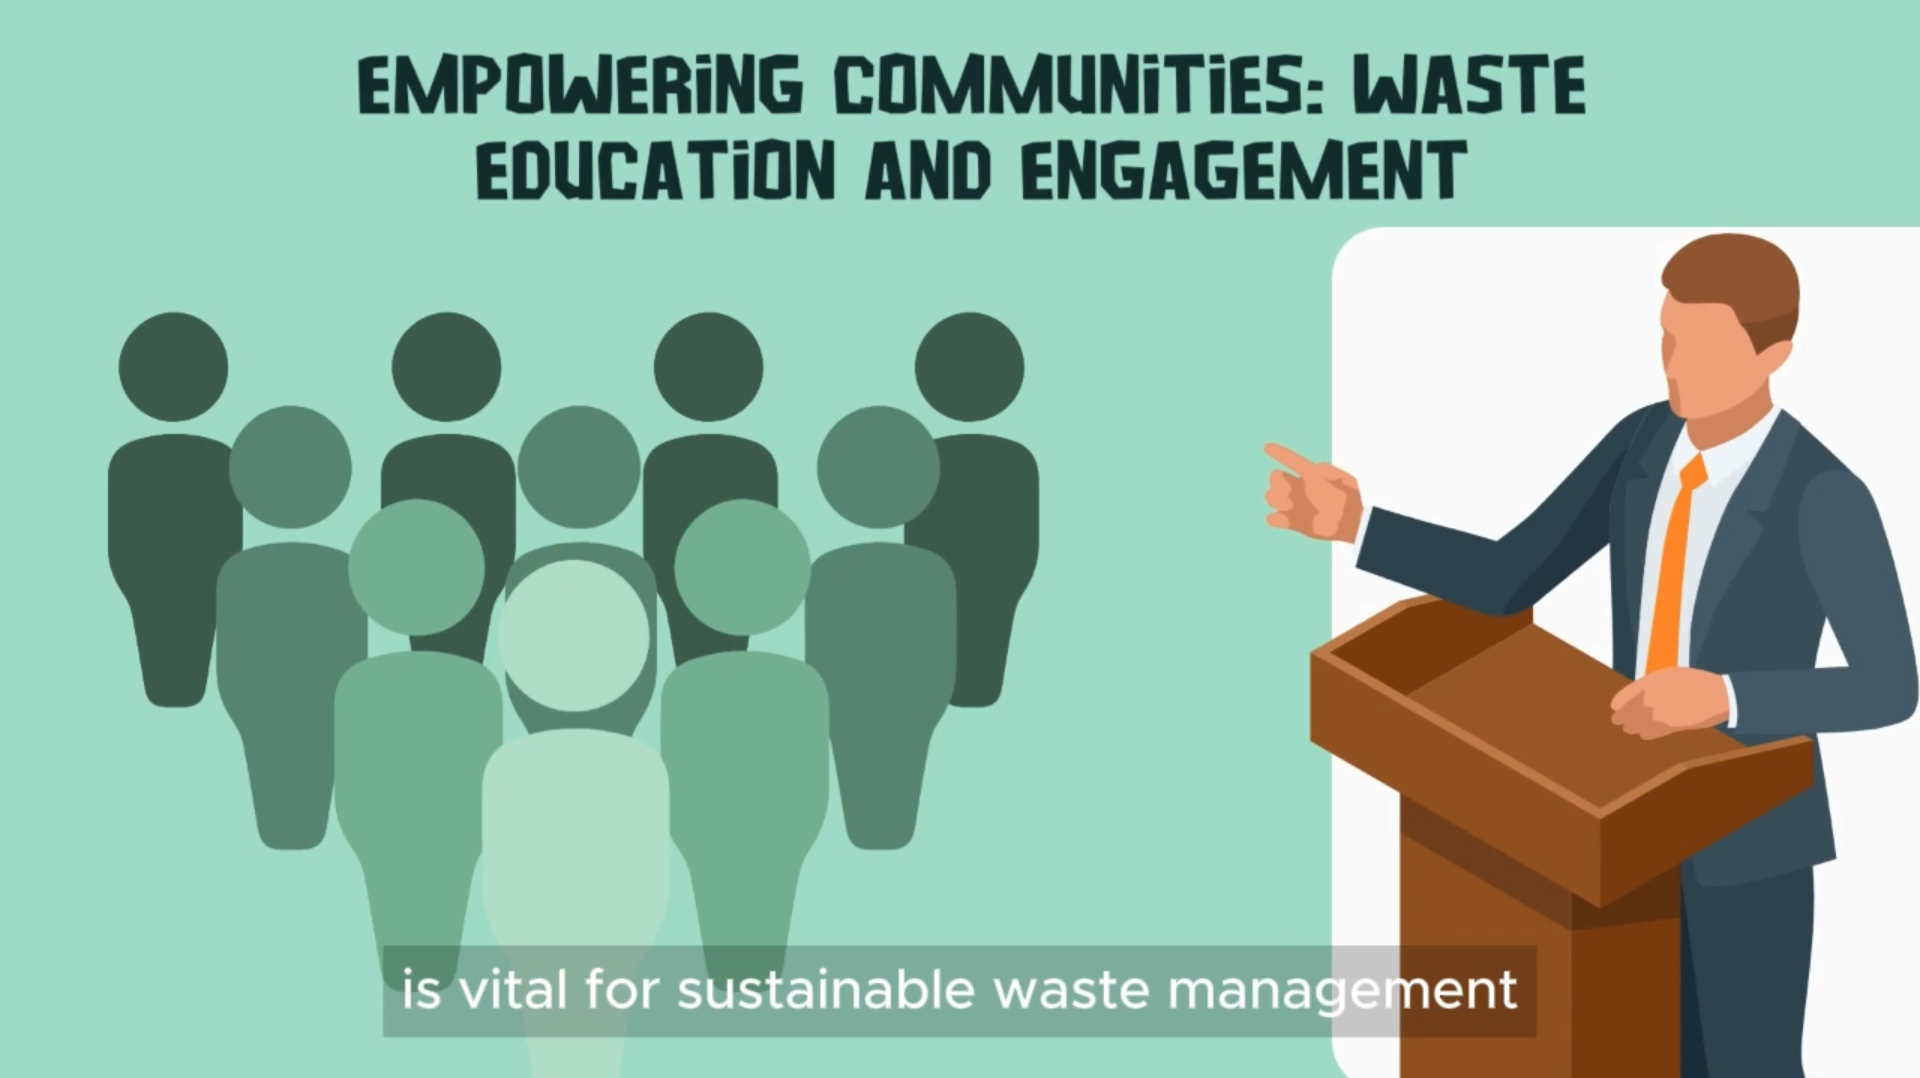 EMPOWERING COMMUNITIES: WASTE
EDUCATION AND ENGAGEMENT
is vital for sustainable waste management